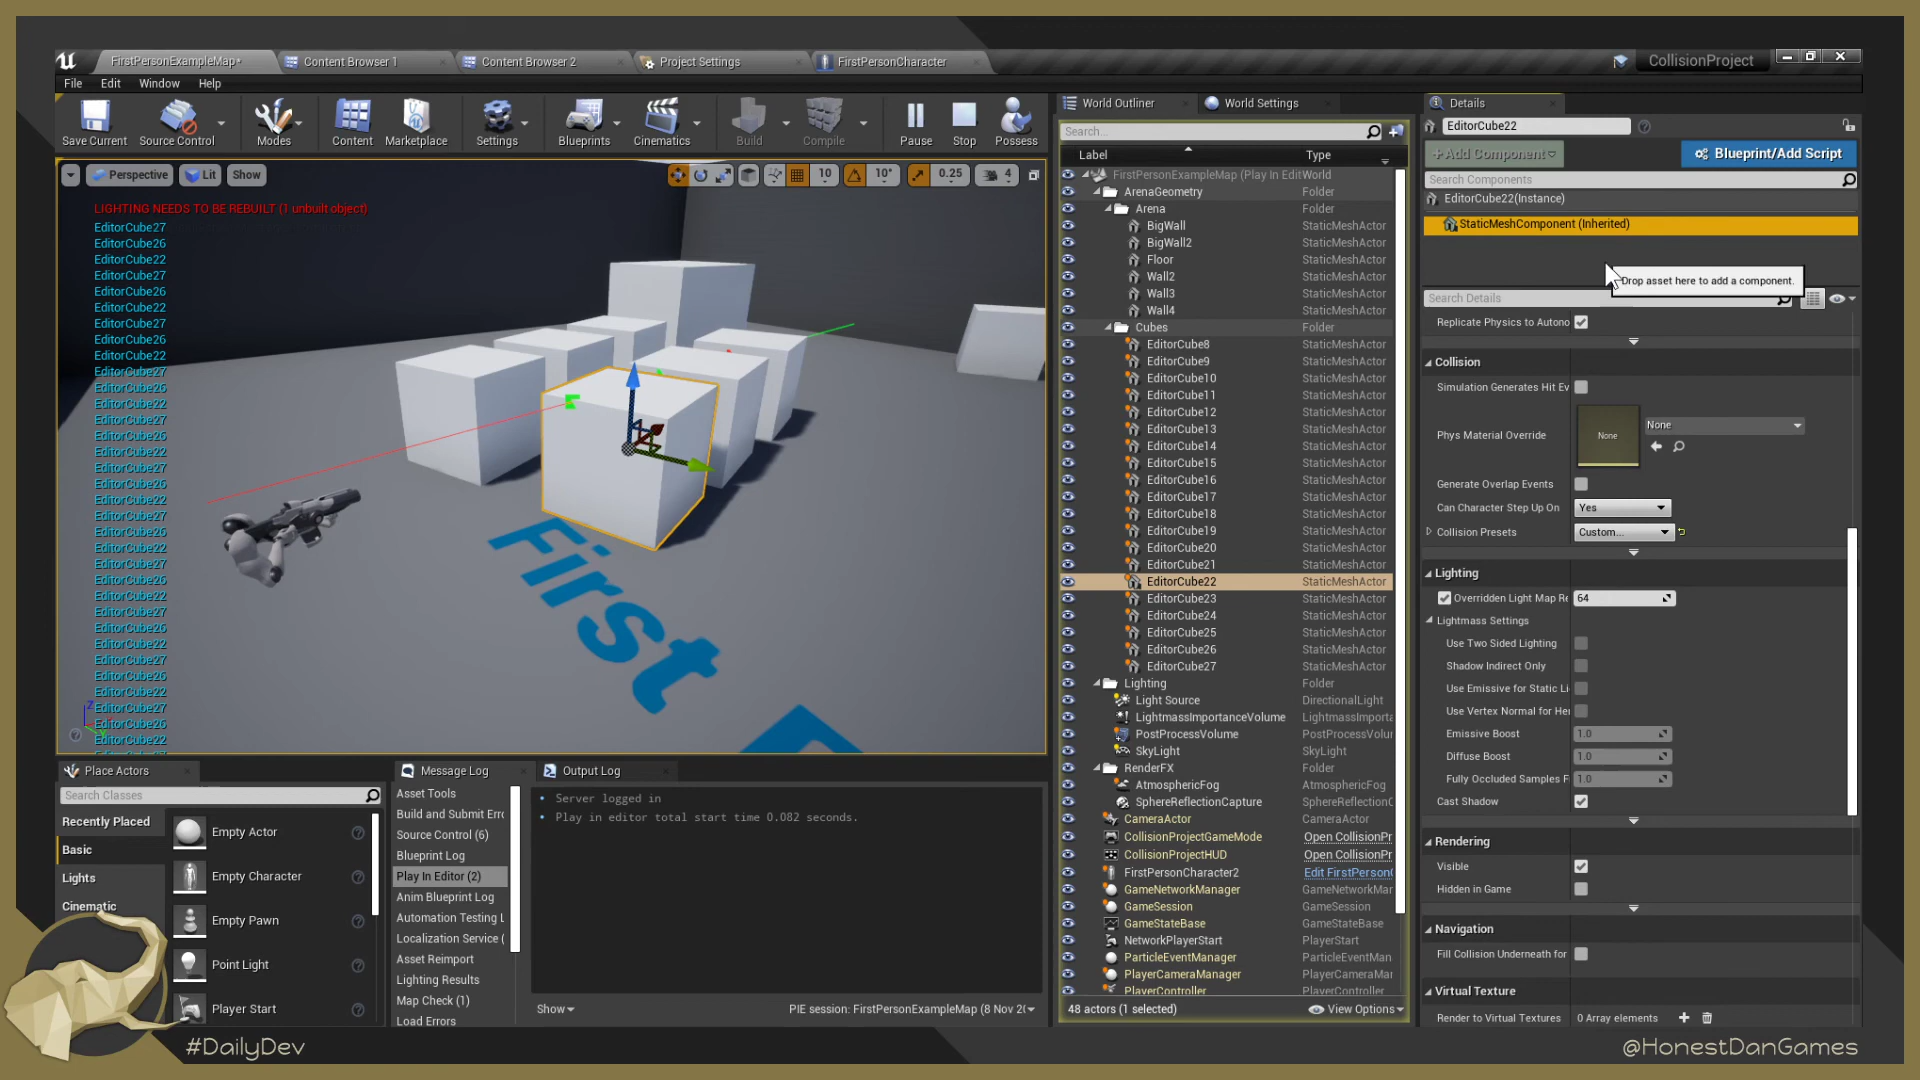 FirstPersonExampleMap*
Content Browser 1
Content Browser 2
Project Settings
FirstPersonCharacter
CollisionProject
File
Edit
Window
Help
Save Current
Source Control
Modes
Content
Marketplace
Settings
Blueprints
Cinematics
Build
Compile
Pause
Stop
Possess
Perspective
Lit
Show
10
10°
0.25
4
LIGHTING NEEDS TO BE REBUILT (1 unbuilt object)
EditorCube27
EditorCube26
EditorCube22
EditorCube27
EditorCube26
EditorCube22
EditorCube27
EditorCube26
EditorCube22
EditorCube27
EditorCube26
EditorCube22
EditorCube27
EditorCube26
EditorCube22
EditorCube27
EditorCube26
EditorCube22
EditorCube27
EditorCube26
EditorCube22
EditorCube27
EditorCube26
EditorCube22
EditorCube27
EditorCube26
EditorCube22
EditorCube27
EditorCube26
EditorCube22
EditorCube27
EditorCube26
EditorCube22
First
Z
Y
World Outliner
World Settings
Search...
Label
Type
FirstPersonExampleMap (Play In Edit World
ArenaGeometry Folder
Arena Folder
BigWall StaticMeshActor
BigWall2 StaticMeshActor
Floor StaticMeshActor
Wall2 StaticMeshActor
Wall3 StaticMeshActor
Wall4 StaticMeshActor
Cubes Folder
EditorCube8 StaticMeshActor
EditorCube9 StaticMeshActor
EditorCube10 StaticMeshActor
EditorCube11 StaticMeshActor
EditorCube12 StaticMeshActor
EditorCube13 StaticMeshActor
EditorCube14 StaticMeshActor
EditorCube15 StaticMeshActor
EditorCube16 StaticMeshActor
EditorCube17 StaticMeshActor
EditorCube18 StaticMeshActor
EditorCube19 StaticMeshActor
EditorCube20 StaticMeshActor
EditorCube21 StaticMeshActor
EditorCube22 StaticMeshActor
EditorCube23 StaticMeshActor
EditorCube24 StaticMeshActor
EditorCube25 StaticMeshActor
EditorCube26 StaticMeshActor
EditorCube27 StaticMeshActor
Lighting Folder
Light Source DirectionalLight
LightmassImportanceVolume LightmassImporta
PostProcessVolume PostProcessVolur
SkyLight SkyLight
RenderFX Folder
AtmosphericFog AtmosphericFog
SphereReflectionCapture SphereReflectionC
CameraActor CameraActor
CollisionProjectGameMode Open CollisionPr
CollisionProjectHUD Open CollisionPr
FirstPersonCharacter2 Edit FirstPersonC
GameNetworkManager GameNetworkMar
GameSession GameSession
GameStateBase GameStateBase
NetworkPlayerStart PlayerStart
ParticleEventManager ParticleEventMan
PlayerCameraManager PlayerCameraMar
PlayerController PlayerController
48 actors (1 selected)
View Options
Details
EditorCube22
+Add Component
Blueprint/Add Script
Search Components
EditorCube22(Instance)
StaticMeshComponent (Inherited)
Drop asset here to add a component.
Search Details
Replicate Physics to Autono
Collision
Simulation Generates Hit Ev
Phys Material Override
None
None
Generate Overlap Events
Can Character Step Up On Yes
Collision Presets Custom...
Lighting
Overridden Light Map Re 64
Lightmass Settings
Use Two Sided Lighting
Shadow Indirect Only
Use Emissive for Static Li
Use Vertex Normal for Her
Emissive Boost 1.0
Diffuse Boost 1.0
Fully Occluded Samples F 1.0
Cast Shadow
Rendering
Visible
Hidden in Game
Navigation
Fill Collision Underneath for
Virtual Texture
Render to Virtual Textures 0 Array elements
Place Actors
Search Classes
Recently Placed
Basic
Lights
Cinematic
Empty Actor
Empty Character
Empty Pawn
Point Light
Player Start
Message Log
Output Log
Asset Tools
Build and Submit Erro
Source Control (6)
Blueprint Log
Play In Editor (2)
Anim Blueprint Log
Automation Testing L
Localization Service (
Asset Reimport
Lighting Results
Map Check (1)
Load Errors
Server logged in
Play in editor total start time 0.082 seconds.
Show
PIE session: FirstPersonExampleMap (8 Nov 2(
#DailyDev
@HonestDanGames